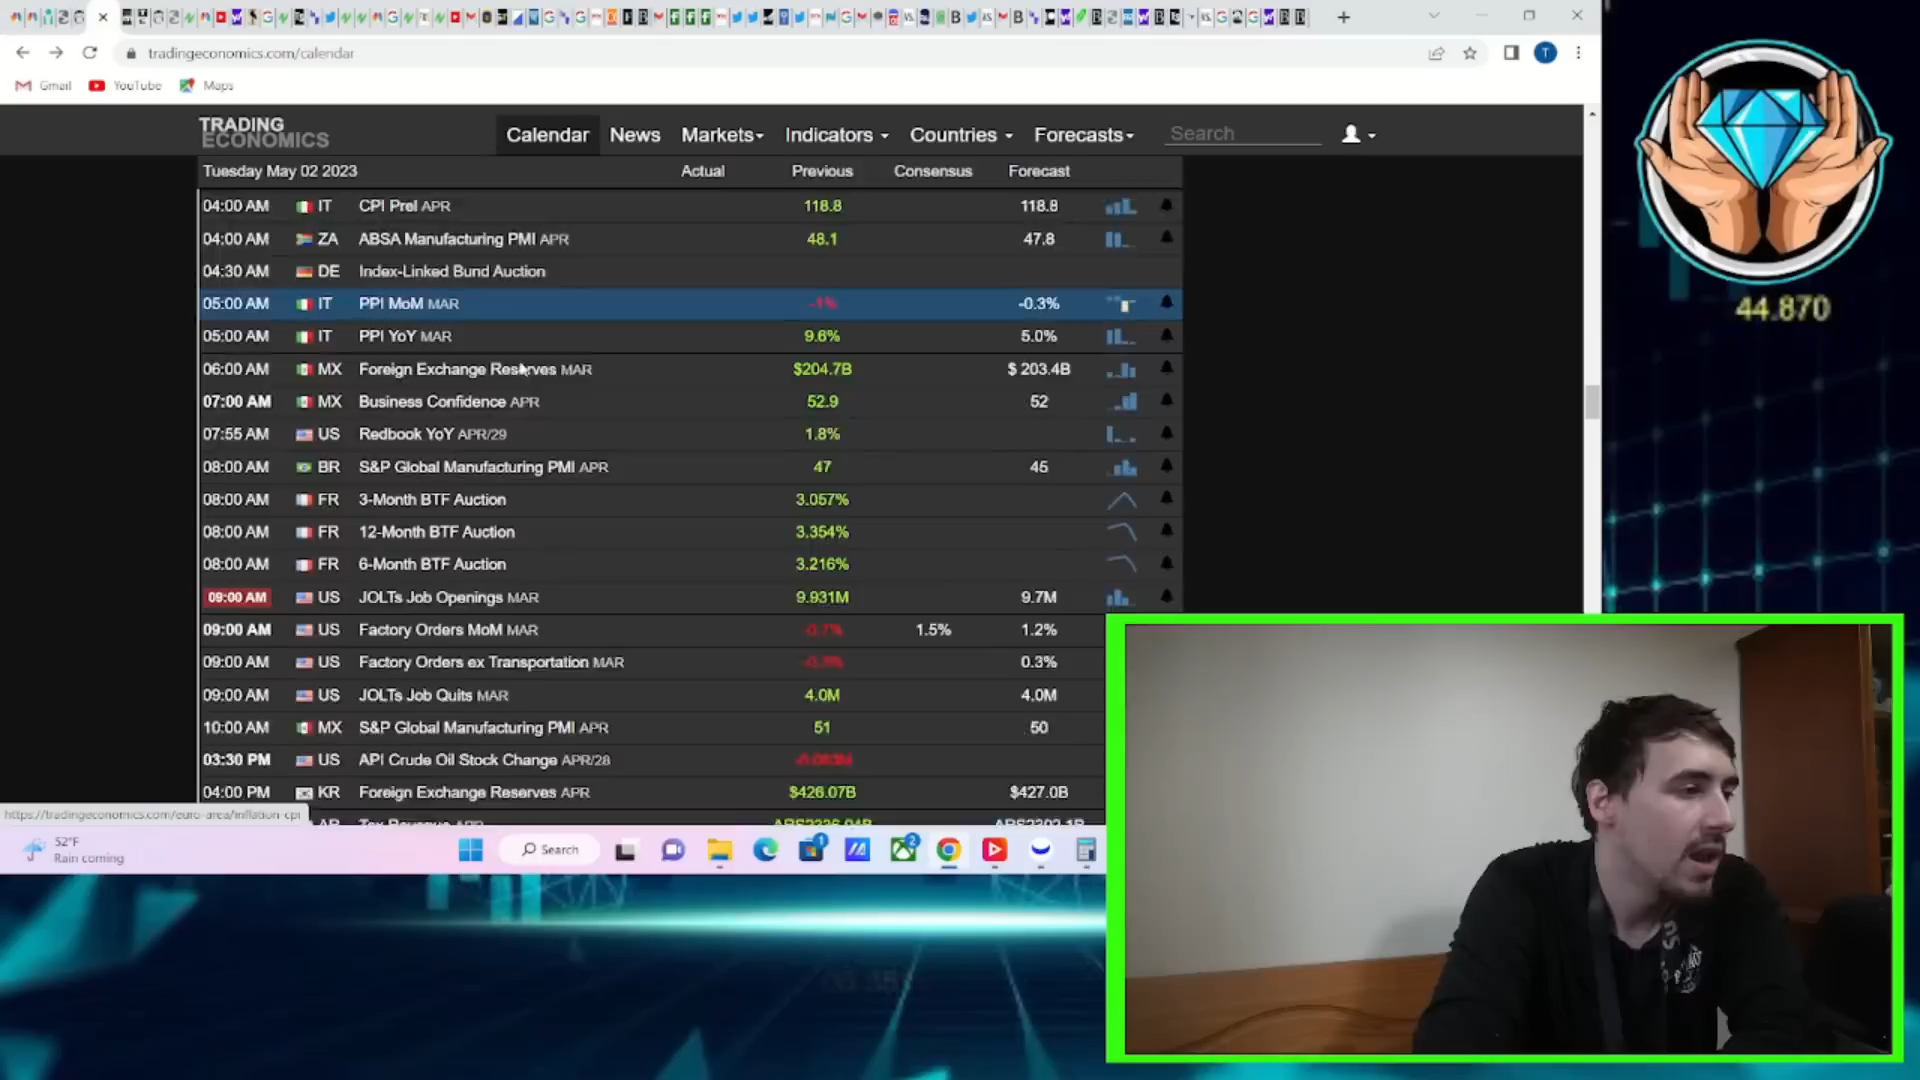 tradingeconomics.com/calendar
Gmail YouTube Maps
TRADING
ECONOMICS
Calendar News Markets Indicators Countries Forecasts Search
Tuesday May 02 2023 Actual Previous Consensus Forecast
04:00 AM IT CPI Prel APR 118.8 118.8
04:00 AM ZA ABSA Manufacturing PMI APR 48.1 47.8
04:30 AM DE Index-Linked Bund Auction
05:00 AM IT PPI MoM MAR -1% -0.3%
05:00 AM IT PPI YoY MAR 9.6% 5.0%
06:00 AM MX Foreign Exchange Reserves MAR $204.7B $ 203.4B
07:00 AM MX Business Confidence APR 52.9 52
07:55 AM US Redbook YoY APR/29 1.8%
08:00 AM BR S&P Global Manufacturing PMI APR 47 45
08:00 AM FR 3-Month BTF Auction 3.057%
08:00 AM FR 12-Month BTF Auction 3.354%
08:00 AM FR 6-Month BTF Auction 3.216%
09:00 AM US JOLTs Job Openings MAR 9.931M 9.7M
09:00 AM US Factory Orders MoM MAR -0.7% 1.5% 1.2%
09:00 AM US Factory Orders ex Transportation MAR 0.3%
09:00 AM US JOLTs Job Quits MAR 4.0M 4.0M
10:00 AM MX S&P Global Manufacturing PMI APR 51 50
03:30 PM US API Crude Oil Stock Change APR/28
04:00 PM KR Foreign Exchange Reserves APR $426.07B $427.0B
https://tradingeconomics.com/euro-area/inflation-cpi
52°F
Rain coming
Search
44.870